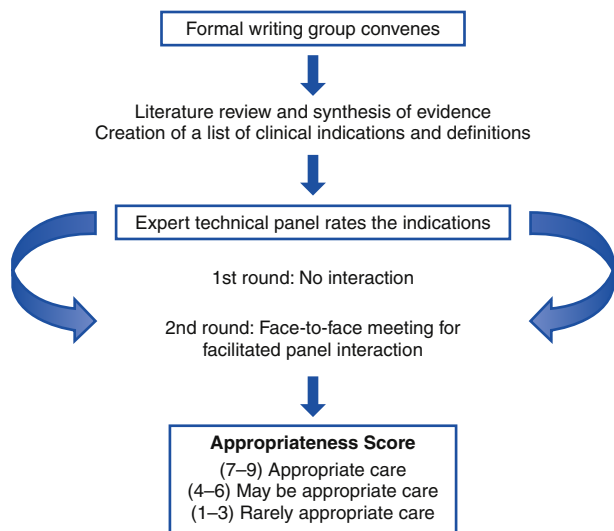 Formal writing group convenes
Literature review and synthesis of evidence
Creation of a list of clinical indications and definitions
Expert technical panel rates the indications
1st round: No interaction
2nd round: Face-to-face meeting for
facilitated panel interaction
Appropriateness Score
(7–9) Appropriate care
(4–6) May be appropriate care
(1–3) Rarely appropriate care